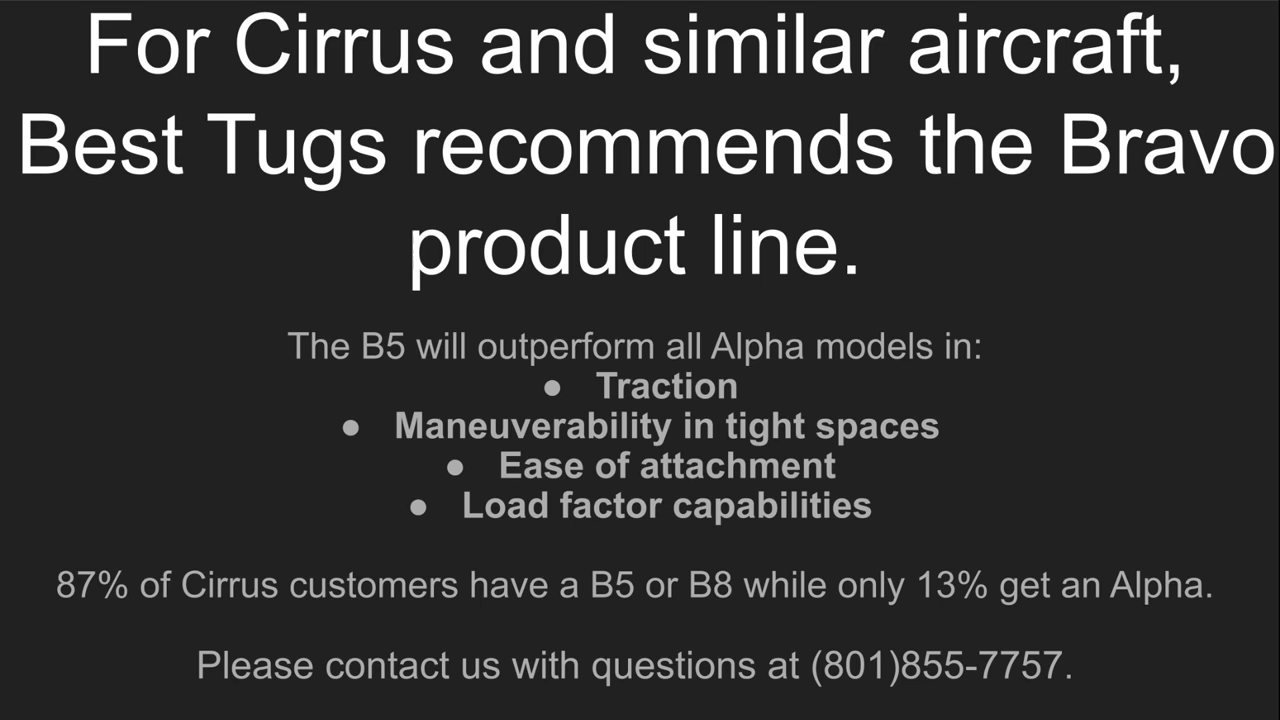 For Cirrus and similar aircraft,
Best Tugs recommends the Bravo
product line.
The B5 will outperform all Alpha models in:
● Traction
● Maneuverability in tight spaces
● Ease of attachment
● Load factor capabilities
87% of Cirrus customers have a B5 or B8 while only 13% get an Alpha.
Please contact us with questions at (801)855-7757.